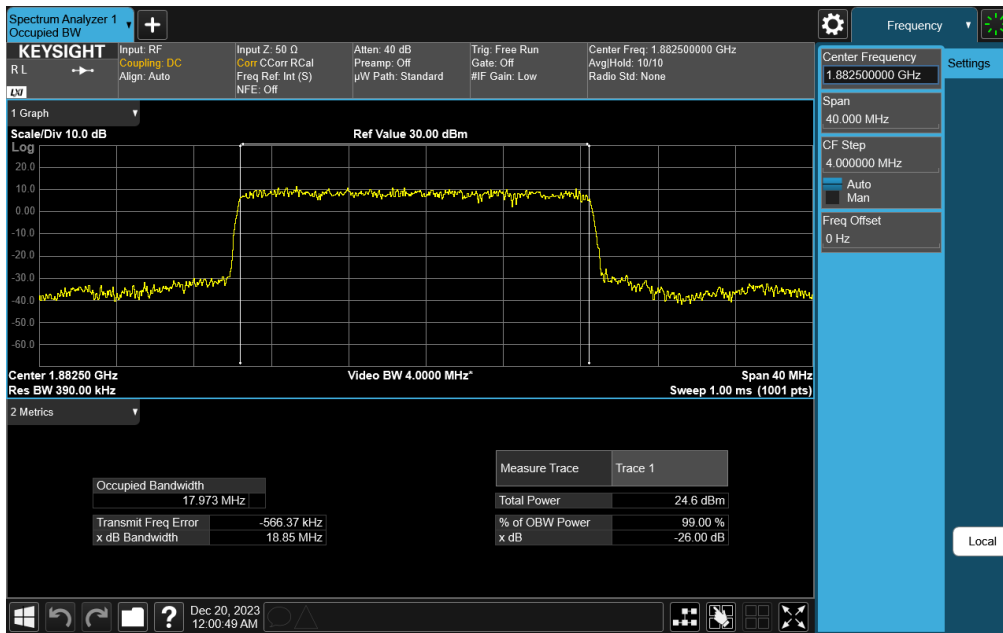 Spectrum Analyzer 1
Occupied BW
Frequency
KEYSIGHT
R L
LXI
Input: RF
Coupling: DC
Align: Auto
Input Z: 50 Ω
Corr CCorr RCal
Freq Ref: Int (S)
NFE: Off
Atten: 40 dB
Preamp: Off
µW Path: Standard
Trig: Free Run
Gate: Off
#IF Gain: Low
Center Freq: 1.882500000 GHz
Avg|Hold: 10/10
Radio Std: None
Center Frequency
1.882500000 GHz
Settings
Span
40.000 MHz
CF Step
4.000000 MHz
Auto
Man
Freq Offset
0 Hz
Local
1 Graph
Scale/Div 10.0 dB
Ref Value 30.00 dBm
Log
20.0
10.0
0.00
-10.0
-20.0
-30.0
-40.0
-50.0
-60.0
Center 1.88250 GHz
Video BW 4.0000 MHz*
Span 40 MHz
Res BW 390.00 kHz
Sweep 1.00 ms (1001 pts)
2 Metrics
Measure Trace Trace 1
Occupied Bandwidth
17.973 MHz
Total Power 24.6 dBm
Transmit Freq Error -566.37 kHz
% of OBW Power 99.00 %
x dB Bandwidth 18.85 MHz
x dB -26.00 dB
?
Dec 20, 2023
12:00:49 AM